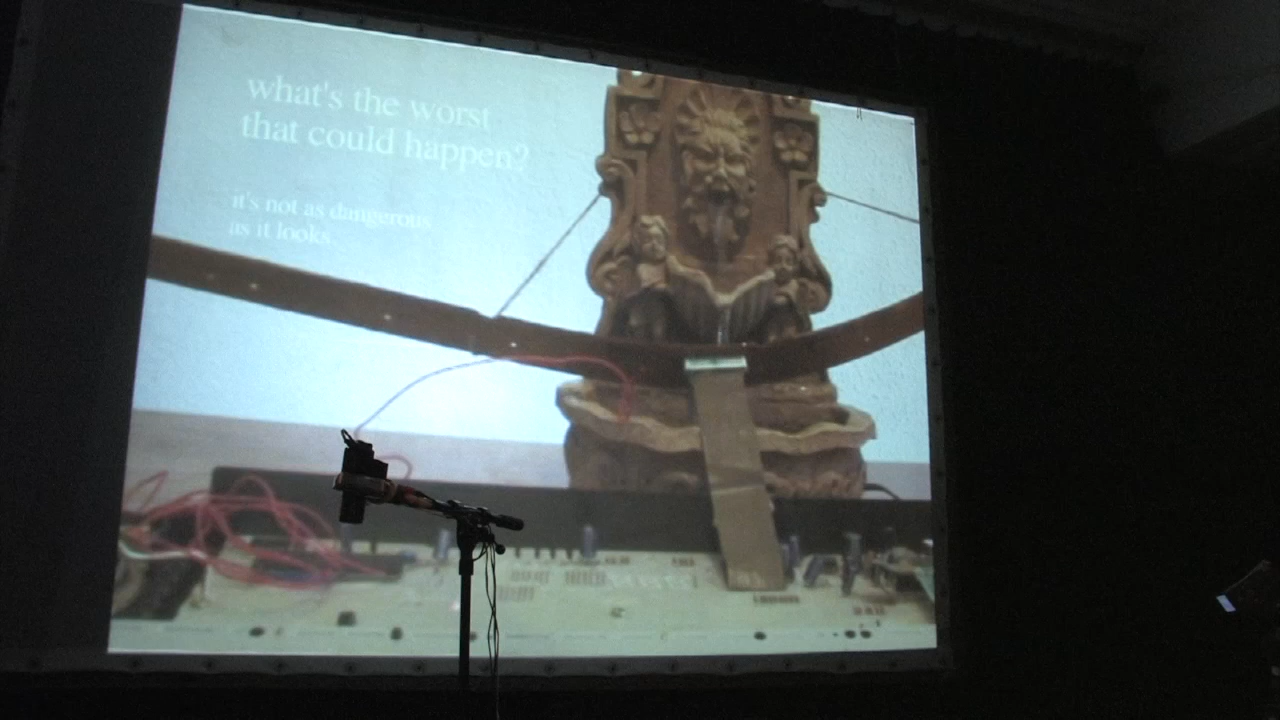 what's the worst
that could happen?
it's not as dangerous
as it looks.